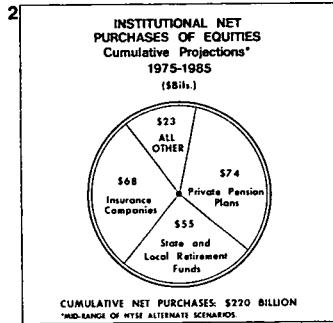 2
INSTITUTIONAL NET
PURCHASES OF EQUITIES
Cumulative Projections*
1975-1985
($Bils.)
$23
ALL
OTHER
$74
Private Pension
Plans
$68
Insurance
Companies
$55
State and
Local Retirement
Funds
CUMULATIVE NET PURCHASES: $220 BILLION
*MID-RANGE OF NYSE ALTERNATE SCENARIOS.